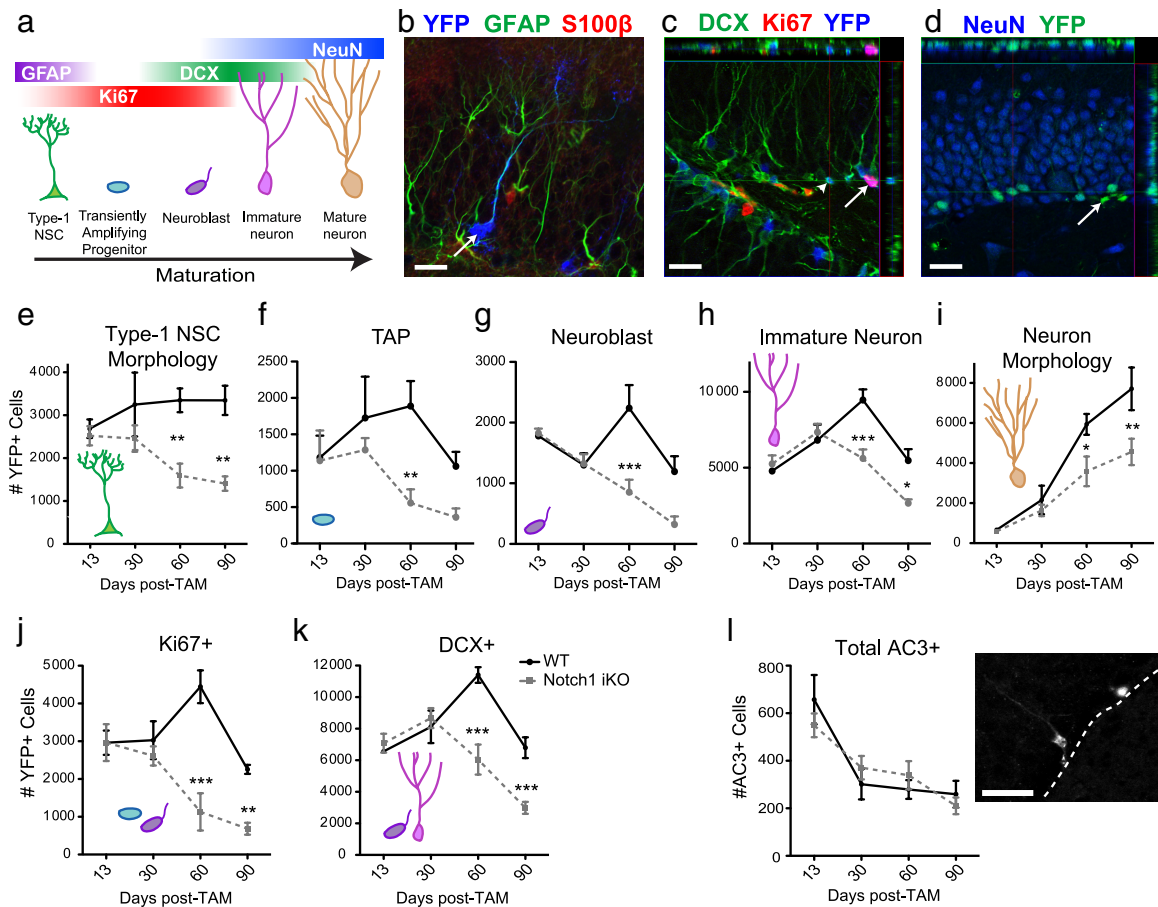 a
NeuN
GFAP
DCX
Ki67
Type-1 NSC
Transiently Amplifying Progenitor
Neuroblast
Immature neuron
Mature neuron
Maturation
b
YFP GFAP S100β
c
DCX Ki67 YFP
d
NeuN YFP
e
Type-1 NSC
Morphology
# YFP+ Cells
4000
3000
2000
1000
0
**
**
13 30 60 90
Days post-TAM
f
TAP
2500
2000
1500
1000
500
0
**
13 30 60 90
Days post-TAM
g
Neuroblast
3000
2000
1000
0
***
13 30 60 90
Days post-TAM
h
Immature Neuron
10000
5000
0
***
*
13 30 60 90
Days post-TAM
i
Neuron
Morphology
10000
8000
6000
4000
2000
0
*
**
13 30 60 90
Days post-TAM
j
Ki67+
# YFP+ Cells
5000
4000
3000
2000
1000
0
***
**
13 30 60 90
Days post-TAM
k
DCX+
12000
10000
8000
6000
4000
2000
0
***
***
13 30 60 90
Days post-TAM
WT
Notch1 iKO
l
Total AC3+
#AC3+ Cells
800
600
400
200
0
13 30 60 90
Days post-TAM